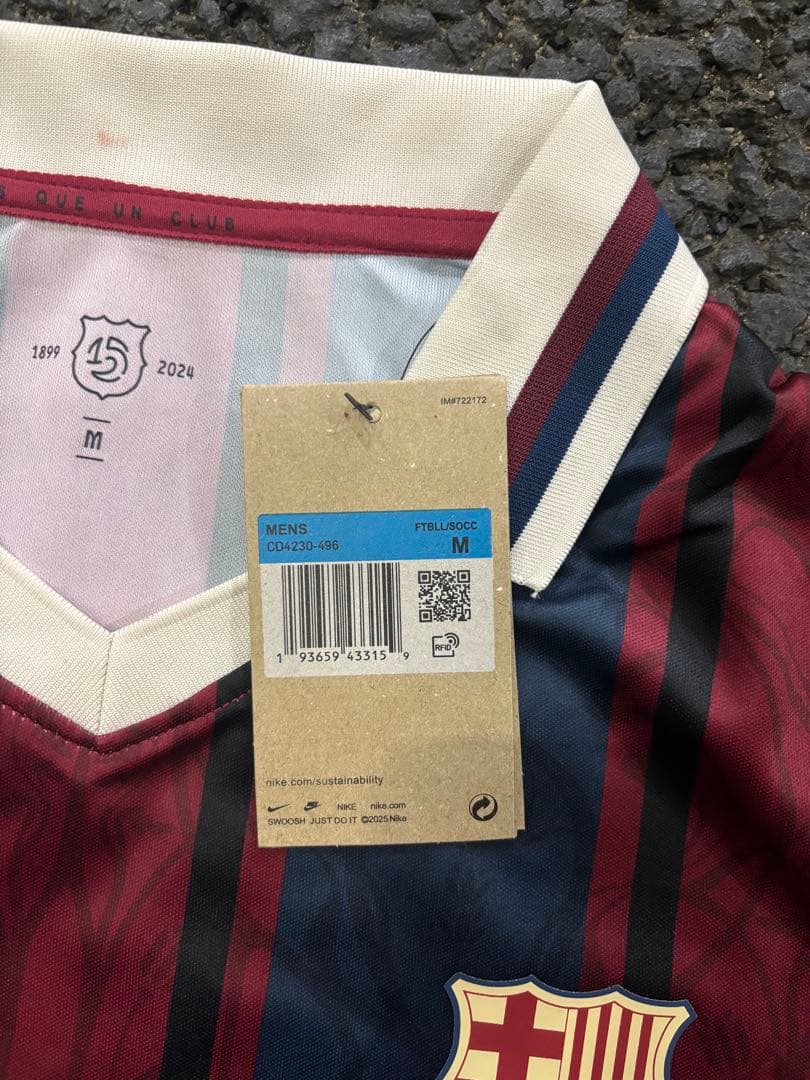 QUE UN CLUB
1899 15 2024
M
IM#722172
MENS FTBLL/SOCC
CD4230-496 M
1 93659 43315 9
RFID
nike.com/sustainability
NIKE nike.com
SWOOSH JUST DO IT ©2025 Nike